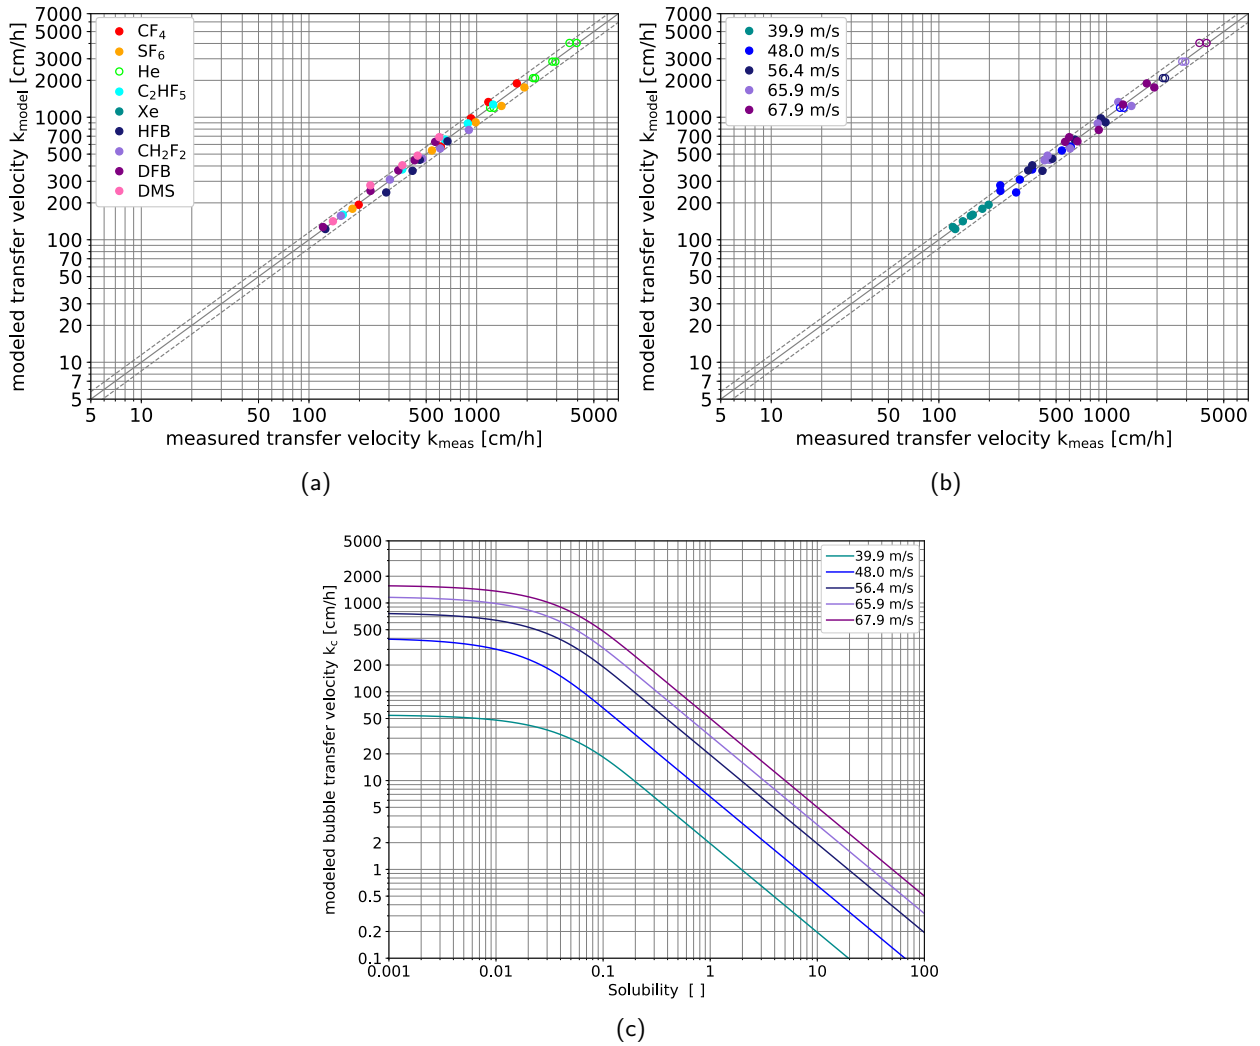 7000
5000
3000
2000
1000
700
500
300
200
100
70
50
30
20
10
7
5
modeled transfer velocity k_model [cm/h]
CF₄
SF₆
He
C₂HF₅
Xe
HFB
CH₂F₂
DFB
DMS
5 10 50 100 500 1000 5000
measured transfer velocity k_meas [cm/h]
(a)
7000
5000
3000
2000
1000
700
500
300
200
100
70
50
30
20
10
7
5
modeled transfer velocity k_model [cm/h]
39.9 m/s
48.0 m/s
56.4 m/s
65.9 m/s
67.9 m/s
5 10 50 100 500 1000 5000
measured transfer velocity k_meas [cm/h]
(b)
5000
2000
1000
500
200
100
50
20
10
5
2
1
0.5
0.2
0.1
modeled bubble transfer velocity k_c [cm/h]
39.9 m/s
48.0 m/s
56.4 m/s
65.9 m/s
67.9 m/s
0.001 0.01 0.1 1 10 100
Solubility [ ]
(c)